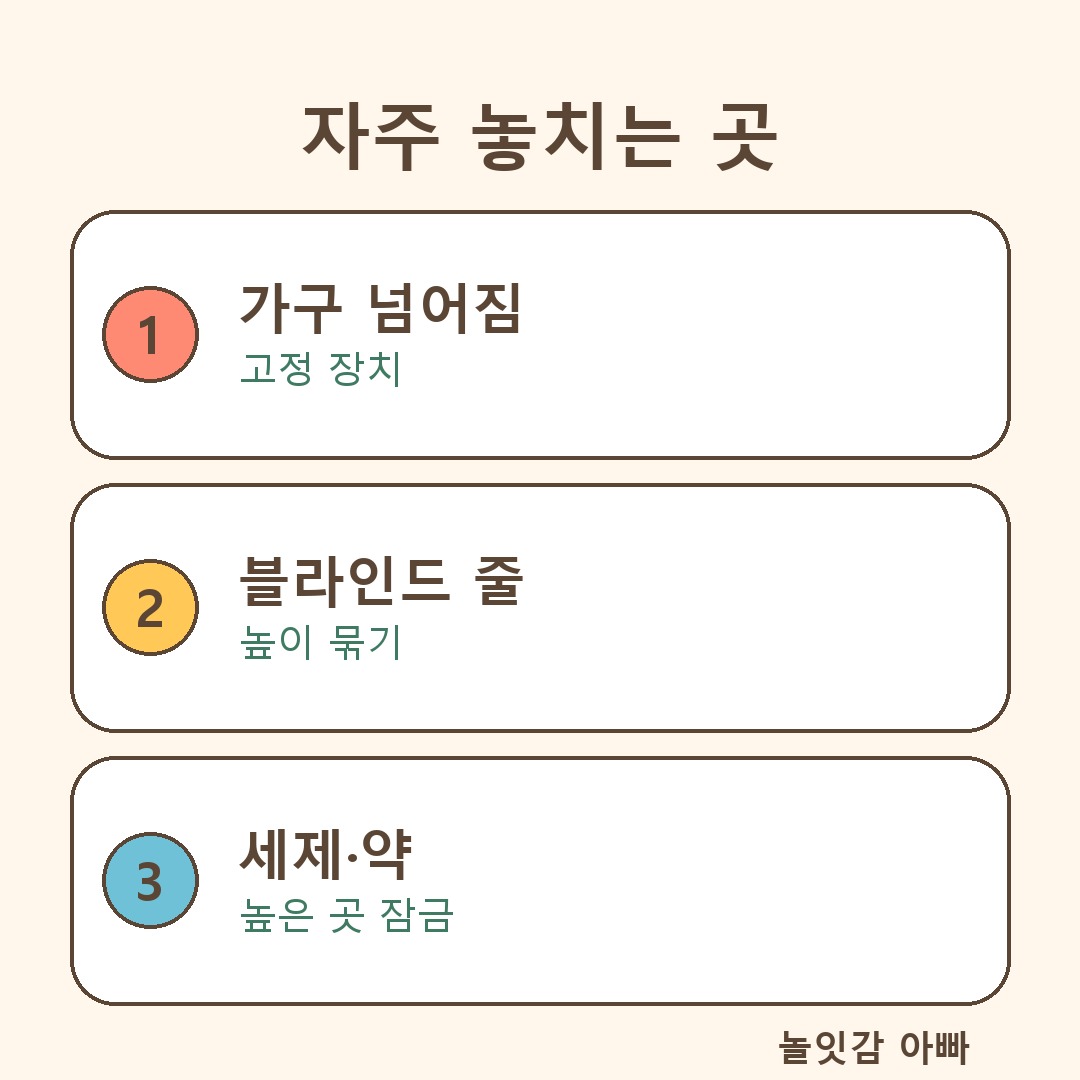 자주 놓치는 곳
1
가구 넘어짐
고정 장치
2
블라인드 줄
높이 묶기
3
세제·약
높은 곳 잠금
놀잇감 아빠